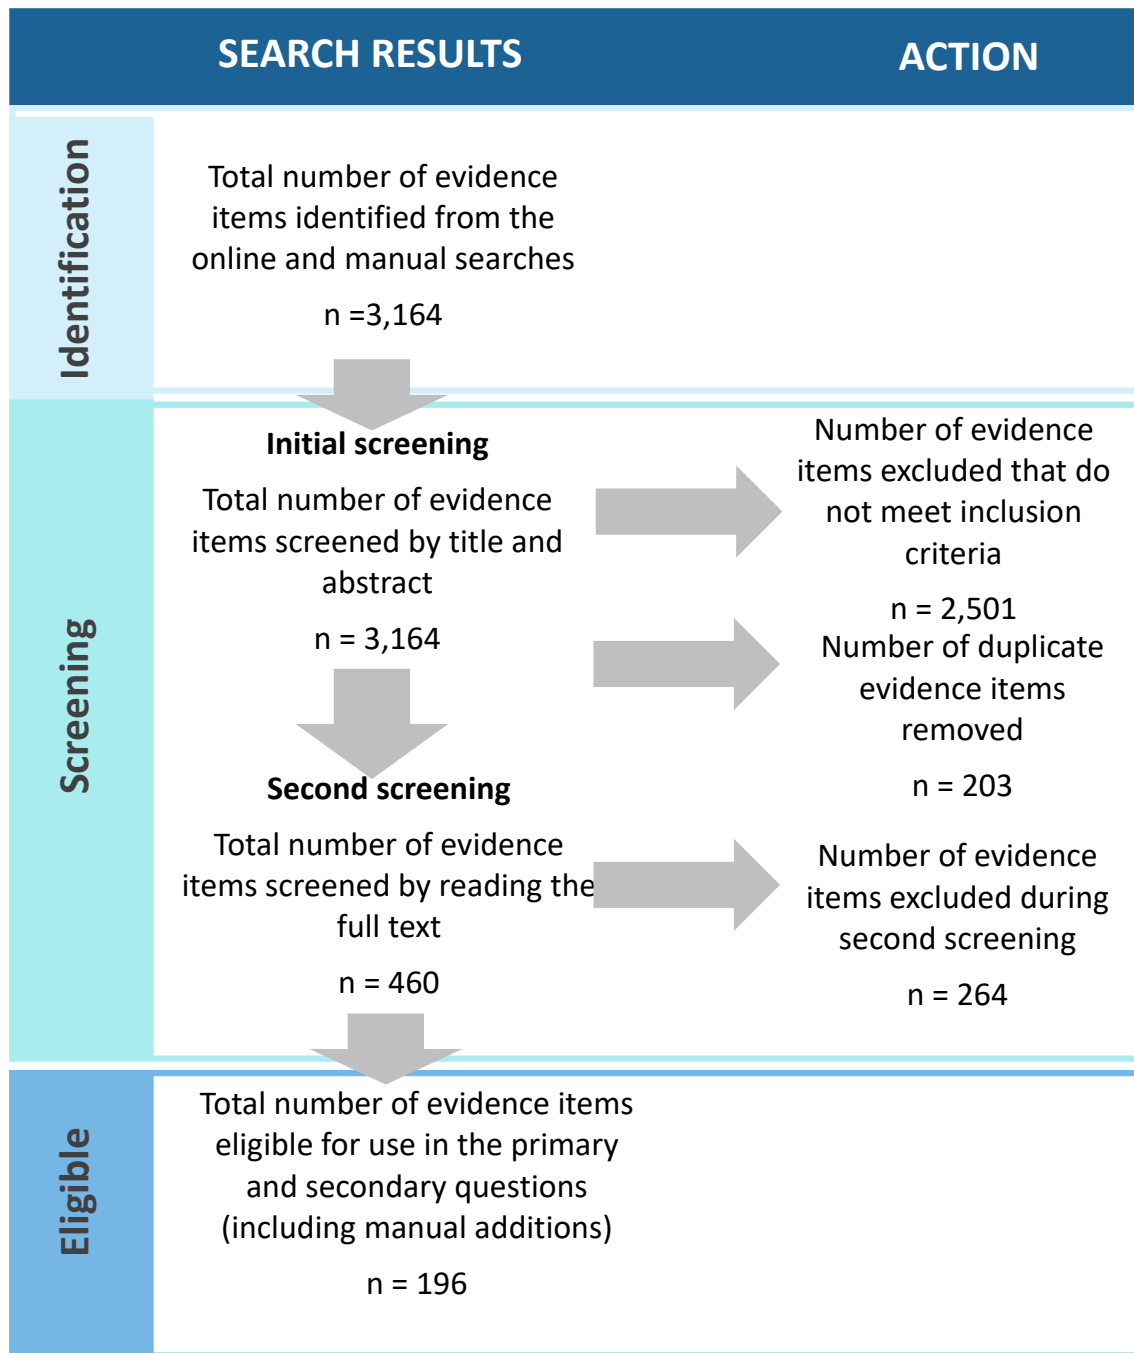 SEARCH RESULTS
ACTION
Identification
Total number of evidence
items identified from the
online and manual searches
n =3,164
Screening
Initial screening
Total number of evidence
items screened by title and
abstract
n = 3,164
Number of evidence
items excluded that do
not meet inclusion
criteria
n = 2,501
Number of duplicate
evidence items
removed
n = 203
Second screening
Total number of evidence
items screened by reading the
full text
n = 460
Number of evidence
items excluded during
second screening
n = 264
Eligible
Total number of evidence items
eligible for use in the primary
and secondary questions
(including manual additions)
n = 196